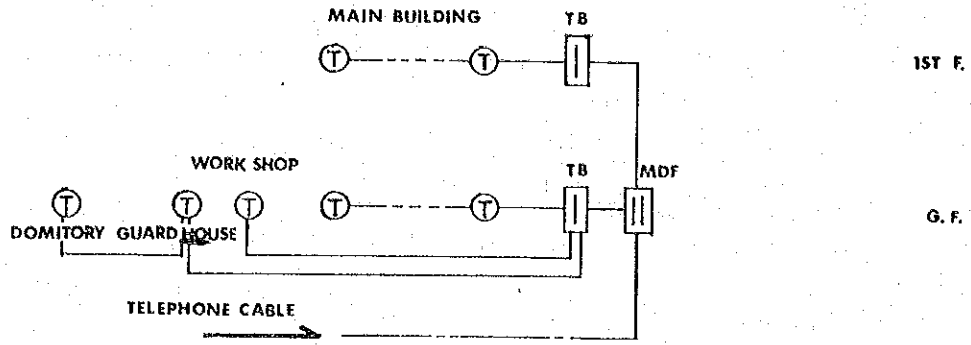 MAIN BUILDING
TB
T T
1ST F.
WORK SHOP
TB MDF
T T T T T
G. F.
DOMITORY GUARD HOUSE
TELEPHONE CABLE